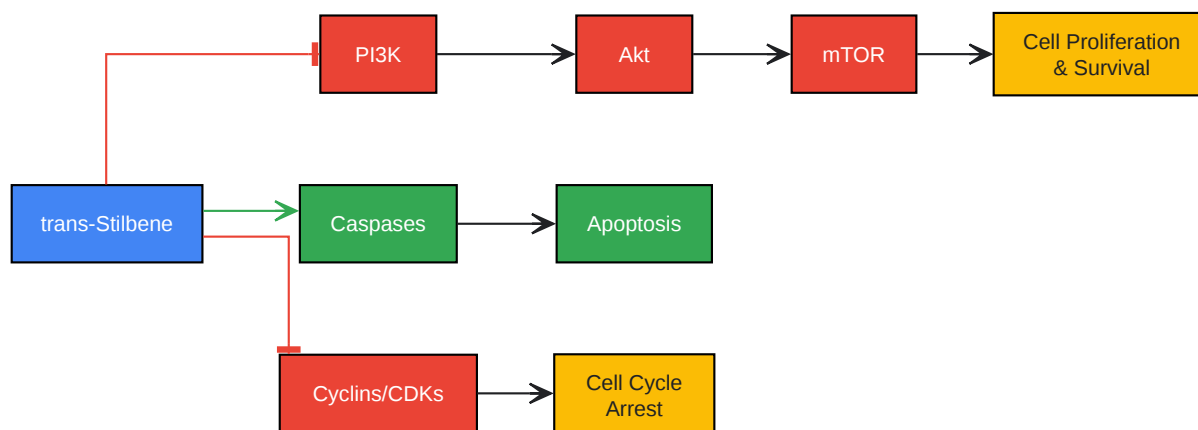 PI3K
Akt
mTOR
Cell Proliferation
& Survival
trans-Stilbene
Caspases
Apoptosis
Cyclins/CDKs
Cell Cycle
Arrest